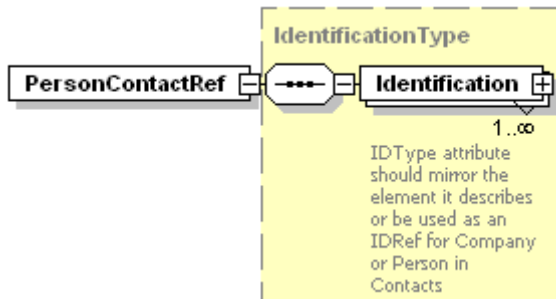 IdentificationType
PersonContactRef
Identification
1..∞
IDType attribute
should mirror the
element it describes
or be used as an
IDRef for Company
or Person in
Contacts